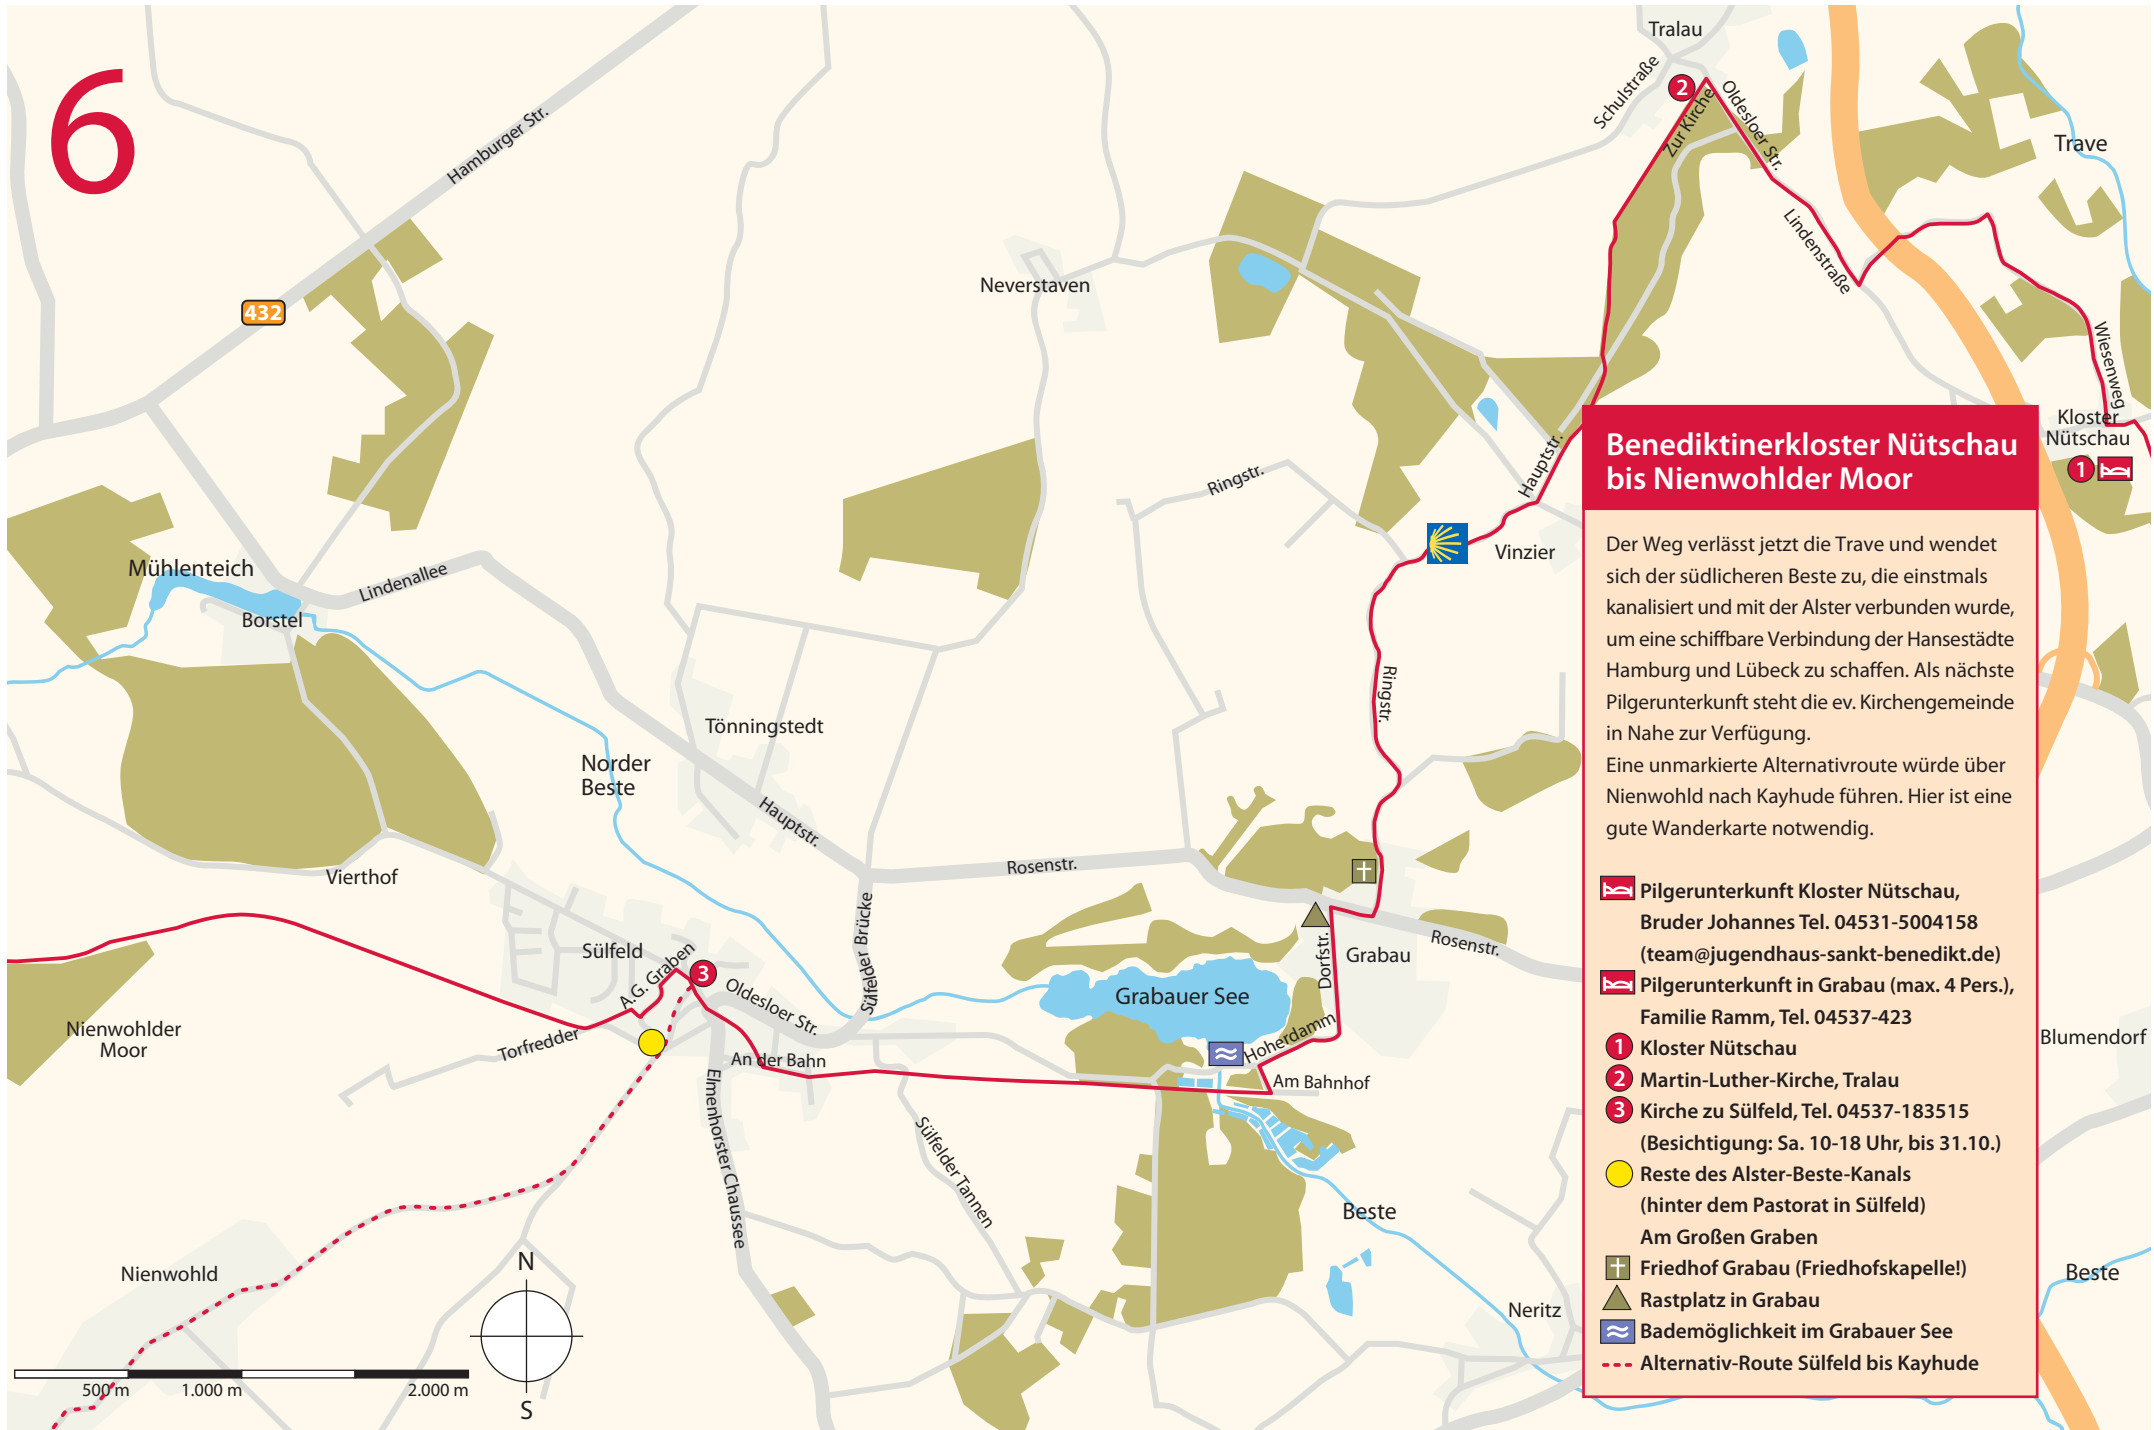 6
Tralau
Schulstraße
2
Zur Kirche
Oldesloer Str.
Trave
Hamburger Str.
Lindenstraße
Neverstaven
432
Wiesenweg
Kloster
Nütschau
1
Hauptstr.
Ringstr.
Vinzier
Mühlenteich
Lindenallee
Borstel
Ringstr.
Tönningstedt
Norder
Beste
Hauptstr.
Rosenstr.
Vierthof
Sülfelder Brücke
Sülfeld
A.G. Graben
3
Oldesloer Str.
Dorfstr.
Grabau
Rosenstr.
Grabauer See
Hoherdamm
Nienwohlder
Moor
Torfredder
An der Bahn
Am Bahnhof
Elmenhorster Chaussee
Sülfelder Tannen
Blumendorf
Beste
Beste
Nienwohld
Neritz
N
S
500 m
1.000 m
2.000 m
Benediktinerkloster Nütschau
bis Nienwohlder Moor
Der Weg verlässt jetzt die Trave und wendet
sich der südlicheren Beste zu, die einstmals
kanalisiert und mit der Alster verbunden wurde,
um eine schiffbare Verbindung der Hansestädte
Hamburg und Lübeck zu schaffen. Als nächste
Pilgerunterkunft steht die ev. Kirchengemeinde
in Nahe zur Verfügung.
Eine unmarkierte Alternativroute würde über
Nienwohld nach Kayhude führen. Hier ist eine
gute Wanderkarte notwendig.
Pilgerunterkunft Kloster Nütschau,
Bruder Johannes Tel. 04531-5004158
(team@jugendhaus-sankt-benedikt.de)
Pilgerunterkunft in Grabau (max. 4 Pers.),
Familie Ramm, Tel. 04537-423
1 Kloster Nütschau
2 Martin-Luther-Kirche, Tralau
3 Kirche zu Sülfeld, Tel. 04537-183515
(Besichtigung: Sa. 10-18 Uhr, bis 31.10.)
Reste des Alster-Beste-Kanals
(hinter dem Pastorat in Sülfeld)
Am Großen Graben
Friedhof Grabau (Friedhofskapelle!)
Rastplatz in Grabau
Bademöglichkeit im Grabauer See
Alternativ-Route Sülfeld bis Kayhude